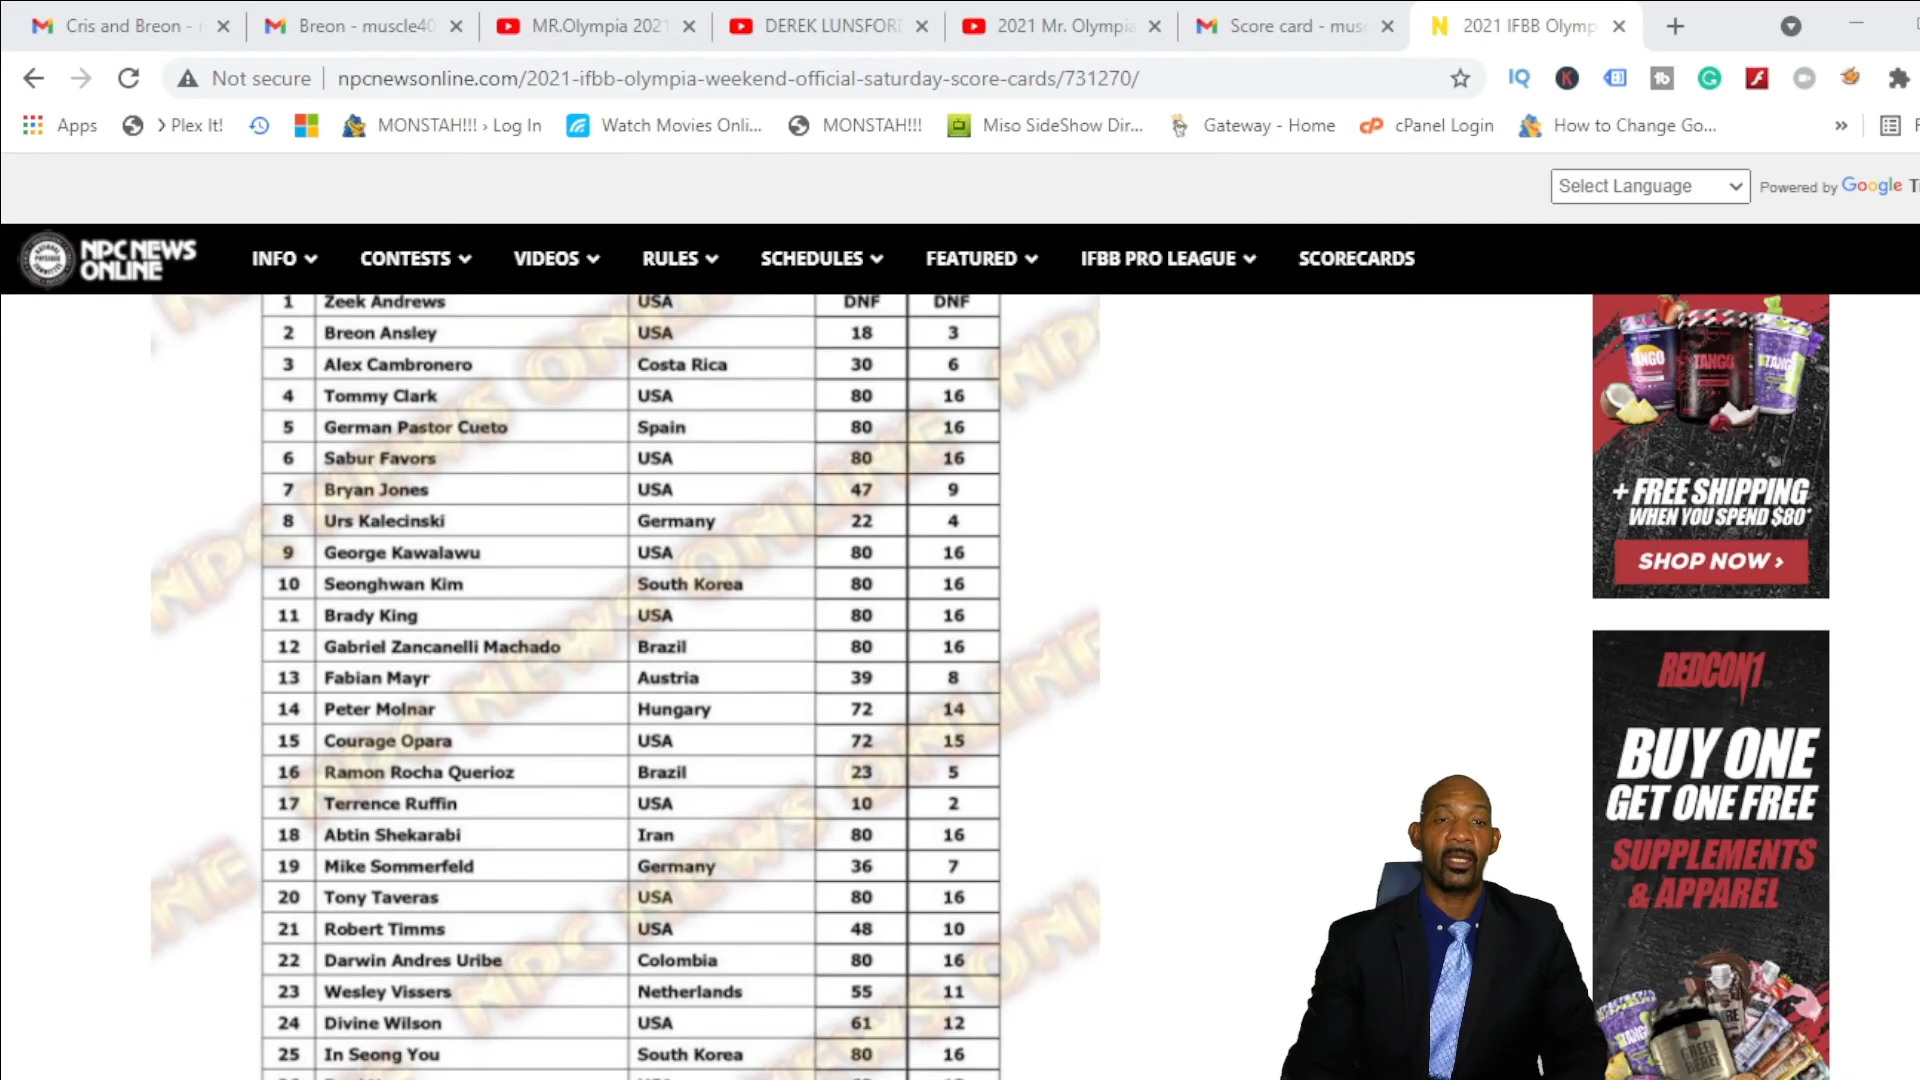 Cris and Breon -
Breon - muscle40
MR.Olympia 2021
DEREK LUNSFORD
2021 Mr. Olympia
Score card - musc
2021 IFBB Olymp
Not secure
npcnewsonline.com/2021-ifbb-olympia-weekend-official-saturday-score-cards/731270/
Apps
› Plex It!
MONSTAH!!! › Log In
Watch Movies Onli...
MONSTAH!!!
Miso SideShow Dir...
Gateway - Home
cPanel Login
How to Change Go...
»
Select Language
Powered by Google T
NPC NEWS
ONLINE
INFO
CONTESTS
VIDEOS
RULES
SCHEDULES
FEATURED
IFBB PRO LEAGUE
SCORECARDS
1 Zeek Andrews USA DNF DNF
2 Breon Ansley USA 18 3
3 Alex Cambronero Costa Rica 30 6
4 Tommy Clark USA 80 16
5 German Pastor Cueto Spain 80 16
6 Sabur Favors USA 80 16
7 Bryan Jones USA 47 9
8 Urs Kalecinski Germany 22 4
9 George Kawalawu USA 80 16
10 Seonghwan Kim South Korea 80 16
11 Brady King USA 80 16
12 Gabriel Zancanelli Machado Brazil 80 16
13 Fabian Mayr Austria 39 8
14 Peter Molnar Hungary 72 14
15 Courage Opara USA 72 15
16 Ramon Rocha Querioz Brazil 23 5
17 Terrence Ruffin USA 10 2
18 Abtin Shekarabi Iran 80 16
19 Mike Sommerfeld Germany 36 7
20 Tony Taveras USA 80 16
21 Robert Timms USA 48 10
22 Darwin Andres Uribe Colombia 80 16
23 Wesley Vissers Netherlands 55 11
24 Divine Wilson USA 61 12
25 In Seong You South Korea 80 16
NPC NEWS ONLINE
TANGO
TANGO
+ FREE SHIPPING
WHEN YOU SPEND $80*
SHOP NOW ›
REDCON1
BUY ONE
GET ONE FREE
SUPPLEMENTS
& APPAREL
GREEN
BERET